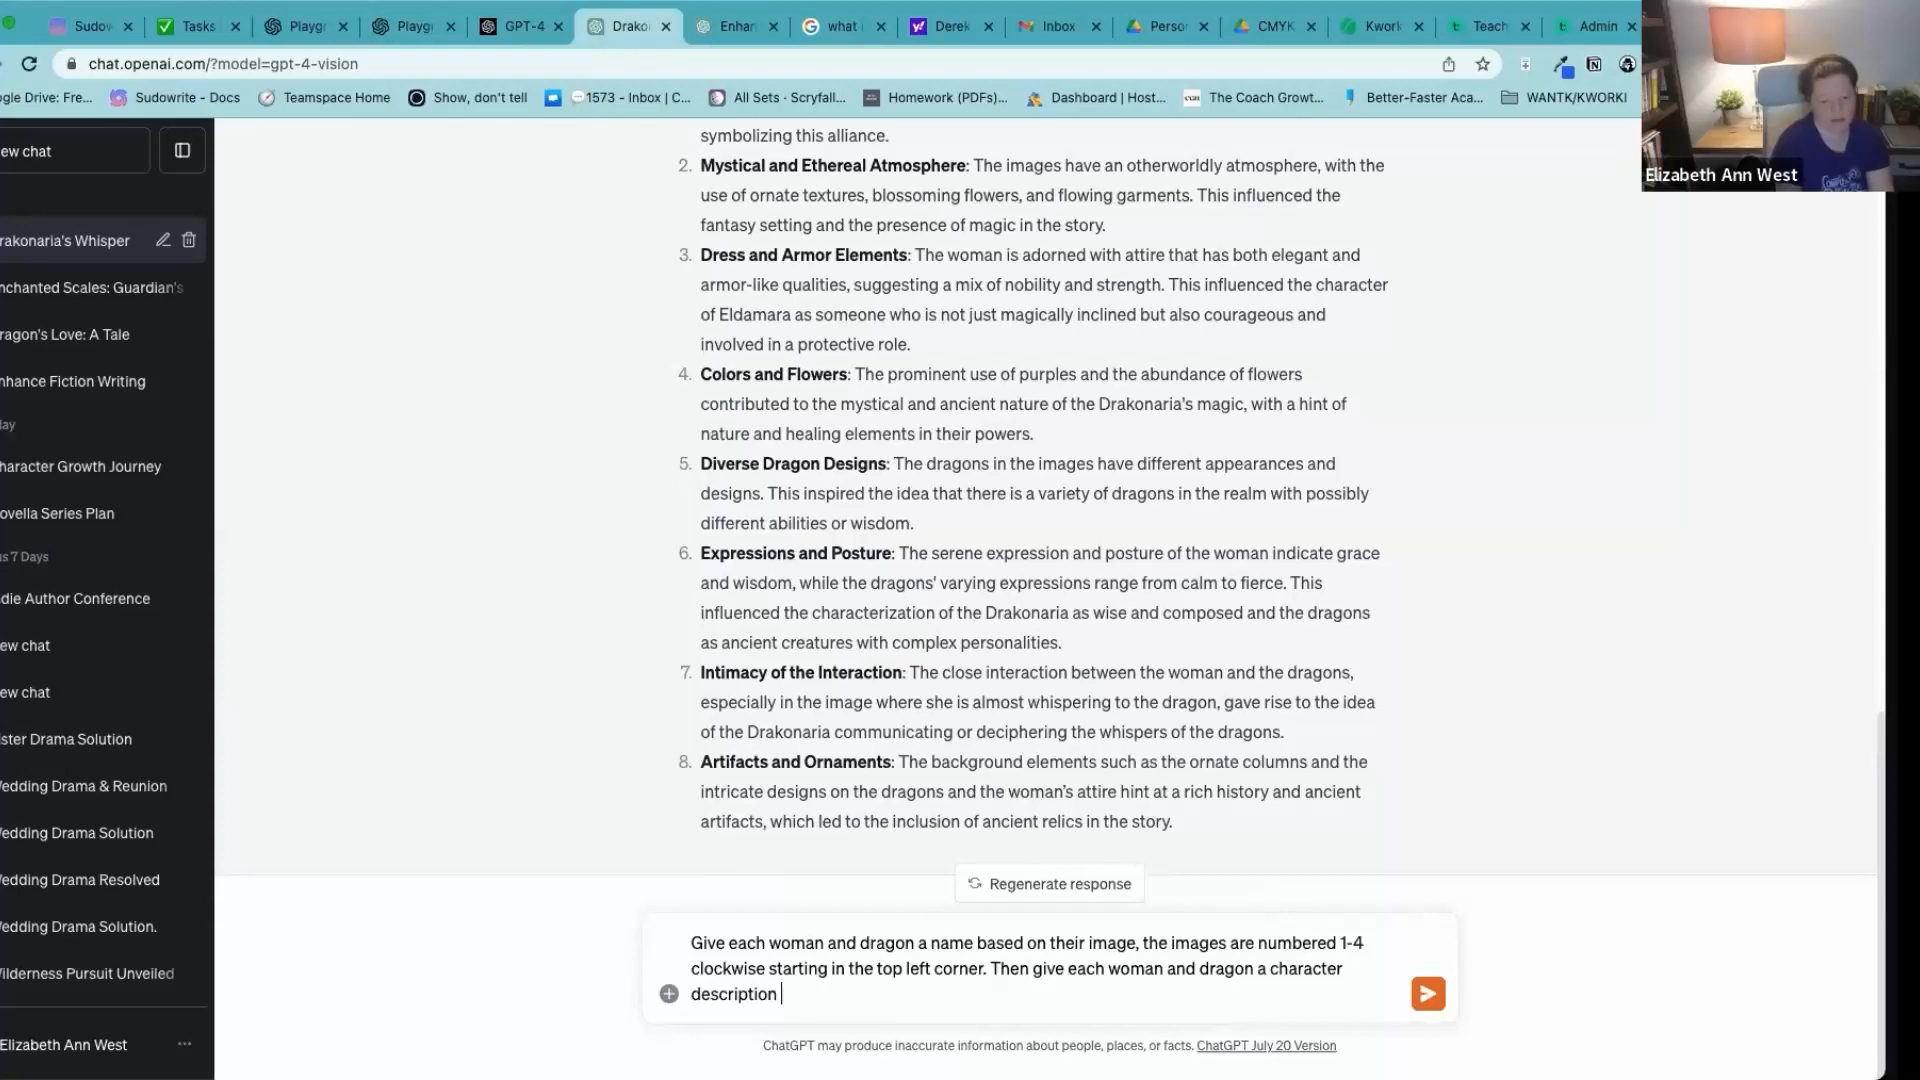 Sudow
Tasks
Playgr
Playgr
GPT-4
Drako
Enhan
what
Derek
Inbox
Perso
CMYK
Kwork
Teach
Admin
chat.openai.com/?model=gpt-4-vision
gle Drive: Fre...
Sudowrite - Docs
Teamspace Home
Show, don't tell
1573 - Inbox | C...
All Sets - Scryfall...
Homework (PDFs)...
Dashboard | Host...
The Coach Growt...
Better-Faster Aca...
WANTK/KWORKI
Elizabeth Ann West
ew chat
rakonaria's Whisper
nchanted Scales: Guardian's
ragon's Love: A Tale
nhance Fiction Writing
day
haracter Growth Journey
ovella Series Plan
us 7 Days
die Author Conference
ew chat
ew chat
ister Drama Solution
Wedding Drama & Reunion
Wedding Drama Solution
Wedding Drama Resolved
Wedding Drama Solution.
Wilderness Pursuit Unveiled
Elizabeth Ann West
symbolizing this alliance.
2. Mystical and Ethereal Atmosphere: The images have an otherworldly atmosphere, with the
use of ornate textures, blossoming flowers, and flowing garments. This influenced the
fantasy setting and the presence of magic in the story.
3. Dress and Armor Elements: The woman is adorned with attire that has both elegant and
armor-like qualities, suggesting a mix of nobility and strength. This influenced the character
of Eldamara as someone who is not just magically inclined but also courageous and
involved in a protective role.
4. Colors and Flowers: The prominent use of purples and the abundance of flowers
contributed to the mystical and ancient nature of the Drakonaria's magic, with a hint of
nature and healing elements in their powers.
5. Diverse Dragon Designs: The dragons in the images have different appearances and
designs. This inspired the idea that there is a variety of dragons in the realm with possibly
different abilities or wisdom.
6. Expressions and Posture: The serene expression and posture of the woman indicate grace
and wisdom, while the dragons' varying expressions range from calm to fierce. This
influenced the characterization of the Drakonaria as wise and composed and the dragons
as ancient creatures with complex personalities.
7. Intimacy of the Interaction: The close interaction between the woman and the dragons,
especially in the image where she is almost whispering to the dragon, gave rise to the idea
of the Drakonaria communicating or deciphering the whispers of the dragons.
8. Artifacts and Ornaments: The background elements such as the ornate columns and the
intricate designs on the dragons and the woman's attire hint at a rich history and ancient
artifacts, which led to the inclusion of ancient relics in the story.
Regenerate response
Give each woman and dragon a name based on their image, the images are numbered 1-4
clockwise starting in the top left corner. Then give each woman and dragon a character
description
ChatGPT may produce inaccurate information about people, places, or facts. ChatGPT July 20 Version